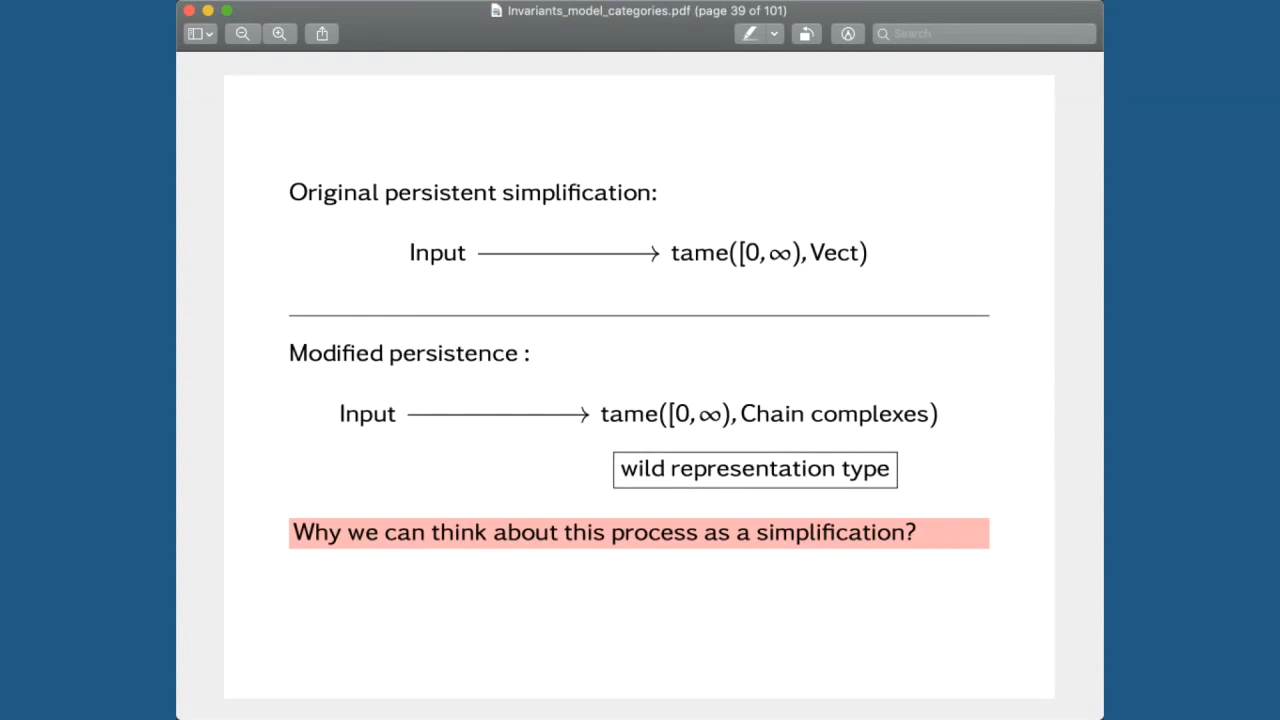 Invariants_model_categories.pdf (page 39 of 101)
Search
Original persistent simplification:
Input ⟶ tame([0, ∞), Vect)
Modified persistence :
Input ⟶ tame([0, ∞), Chain complexes)
wild representation type
Why we can think about this process as a simplification?